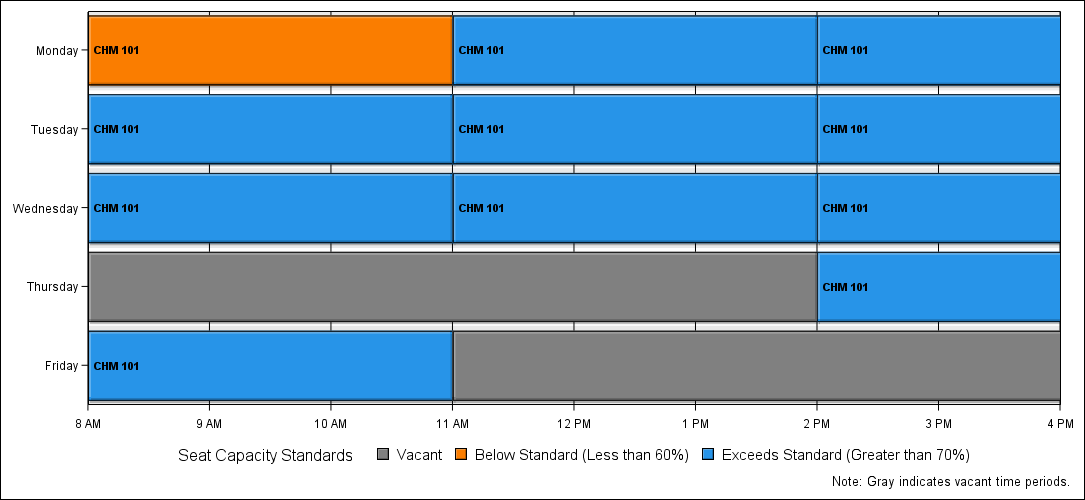 Monday CHM 101 CHM 101 CHM 101
Tuesday CHM 101 CHM 101 CHM 101
Wednesday CHM 101 CHM 101 CHM 101
Thursday CHM 101
Friday CHM 101
8 AM 9 AM 10 AM 11 AM 12 PM 1 PM 2 PM 3 PM 4 PM
Seat Capacity Standards Vacant Below Standard (Less than 60%) Exceeds Standard (Greater than 70%)
Note: Gray indicates vacant time periods.